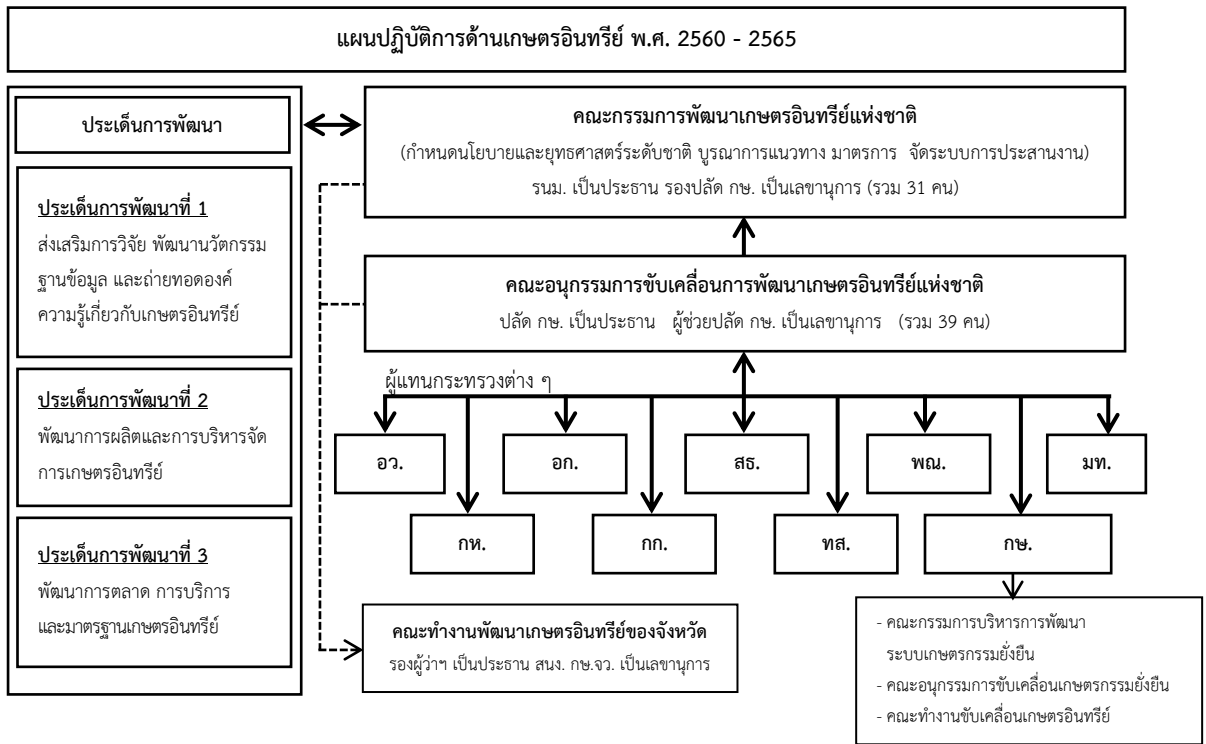 แผนปฏิบัติการด้านเกษตรอินทรีย์ พ.ศ. 2560 - 2565
ประเด็นการพัฒนา
ประเด็นการพัฒนาที่ 1
ส่งเสริมการวิจัย พัฒนานวัตกรรม
ฐานข้อมูล และถ่ายทอดองค์
ความรู้เกี่ยวกับเกษตรอินทรีย์
ประเด็นการพัฒนาที่ 2
พัฒนาการผลิตและการบริหารจัด
การเกษตรอินทรีย์
ประเด็นการพัฒนาที่ 3
พัฒนาการตลาด การบริการ
และมาตรฐานเกษตรอินทรีย์
คณะกรรมการพัฒนาเกษตรอินทรีย์แห่งชาติ
(กำหนดนโยบายและยุทธศาสตร์ระดับชาติ บูรณาการแนวทาง มาตรการ จัดระบบการประสานงาน)
รนม. เป็นประธาน รองปลัด กษ. เป็นเลขานุการ (รวม 31 คน)
คณะอนุกรรมการขับเคลื่อนการพัฒนาเกษตรอินทรีย์แห่งชาติ
ปลัด กษ. เป็นประธาน ผู้ช่วยปลัด กษ. เป็นเลขานุการ (รวม 39 คน)
ผู้แทนกระทรวงต่าง ๆ
อว. อก. สธ. พณ. มท.
กห. กก. ทส. กษ.
คณะทำงานพัฒนาเกษตรอินทรีย์ของจังหวัด
รองผู้ว่าฯ เป็นประธาน สนง. กษ.จว. เป็นเลขานุการ
- คณะกรรมการบริหารการพัฒนา
ระบบเกษตรกรรมยั่งยืน
- คณะอนุกรรมการขับเคลื่อนเกษตรกรรมยั่งยืน
- คณะทำงานขับเคลื่อนเกษตรอินทรีย์